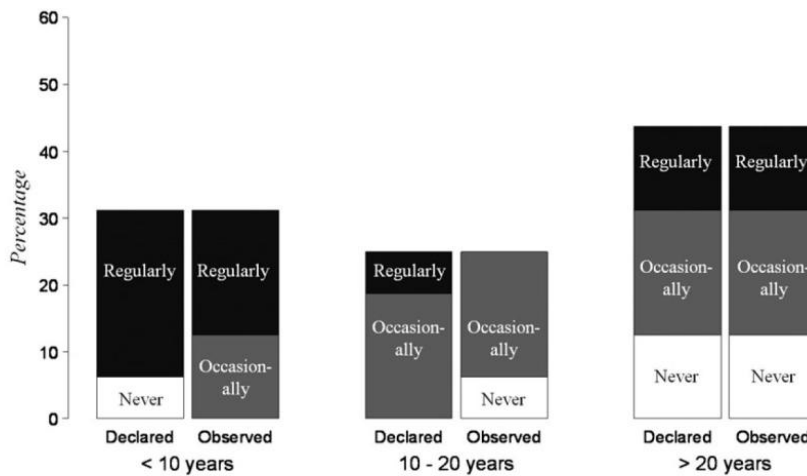 Percentage
60
50
40
30
20
10
0
Regularly
Never
Regularly
Occasion-
ally
Regularly
Occasion-
ally
Occasion-
ally
Never
Regularly
Occasion-
ally
Never
Regularly
Occasion-
ally
Never
Declared Observed
< 10 years
Declared Observed
10 - 20 years
Declared Observed
> 20 years